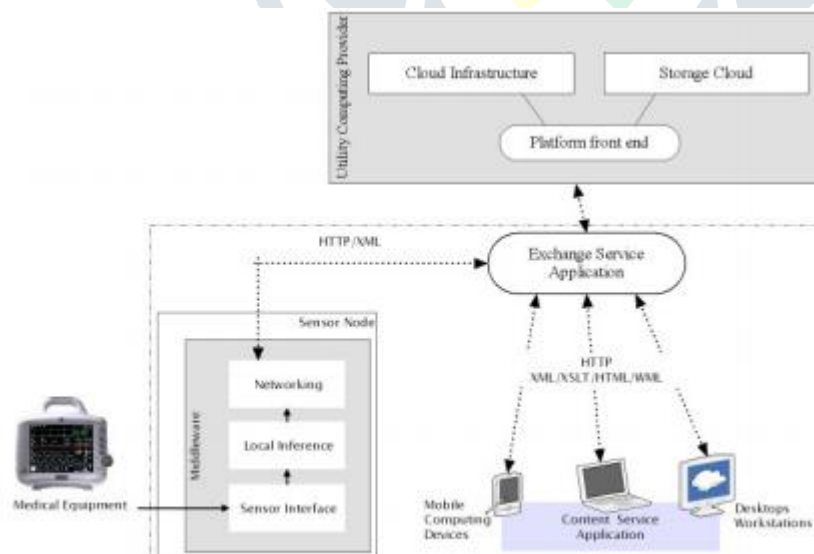 Utility Computing Provider
Cloud Infrastructure
Storage Cloud
Platform front end
HTTP/XML
Exchange Service
Application
Sensor Node
Middleware
Networking
Local Inference
Sensor Interface
Medical Equipment
HTTP
XML/XSLT/HTML/WML
Mobile
Computing
Devices
Content Service
Application
Desktops
Workstations